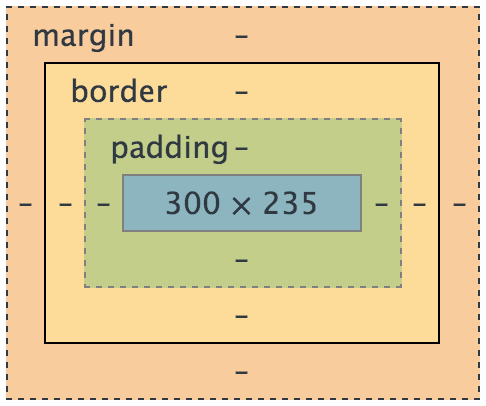 margin –
border –
padding –
– – – 300 × 235 – – –
–
–
–